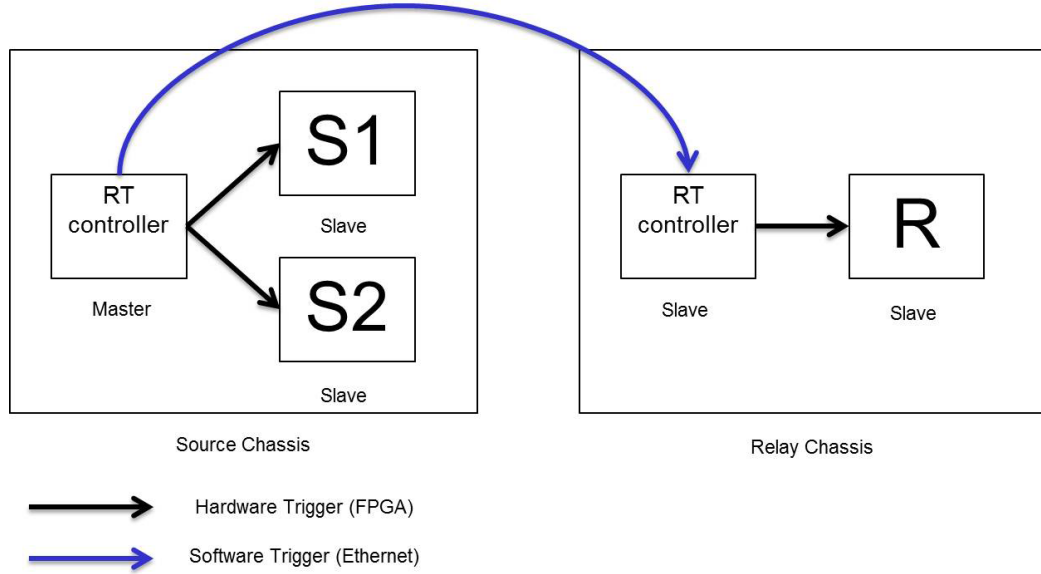 S1
RT
controller
Slave
Master
S2
Slave
Source Chassis
RT
controller
Slave
R
Slave
Relay Chassis
Hardware Trigger (FPGA)
Software Trigger (Ethernet)